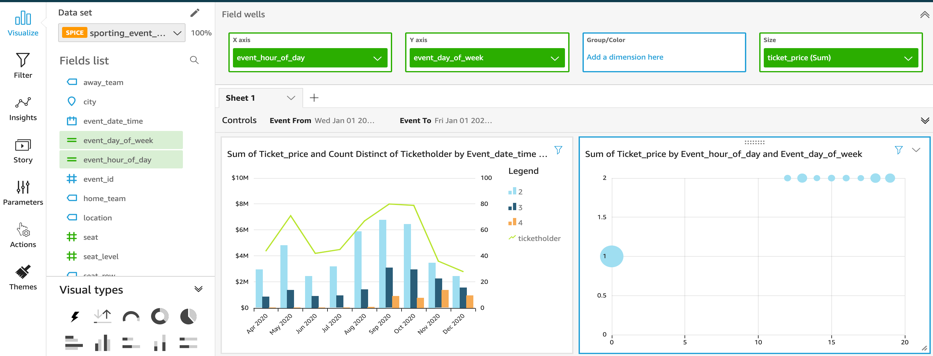 Visualize
Filter
Insights
Story
Parameters
Actions
Themes
Data set
SPICE sporting_event_... 100%
Fields list
away_team
city
event_date_time
event_day_of_week
event_hour_of_day
event_id
home_team
location
seat
seat_level
Visual types
Field wells
X axis
event_hour_of_day
Y axis
event_day_of_week
Group/Color
Add a dimension here
Size
ticket_price (Sum)
Sheet 1
Controls Event From Wed Jan 01 20... Event To Fri Jan 01 202...
Sum of Ticket_price and Count Distinct of Ticketholder by Event_date_time ...
Legend
2
3
4
ticketholder
$10M
$8M
$6M
$4M
$2M
$0
100
80
60
40
20
0
Apr 2020
May 2020
Jun 2020
Jul 2020
Aug 2020
Sep 2020
Oct 2020
Nov 2020
Dec 2020
Sum of Ticket_price by Event_hour_of_day and Event_day_of_week
2
1.5
1
0.5
0
0 5 10 15 20